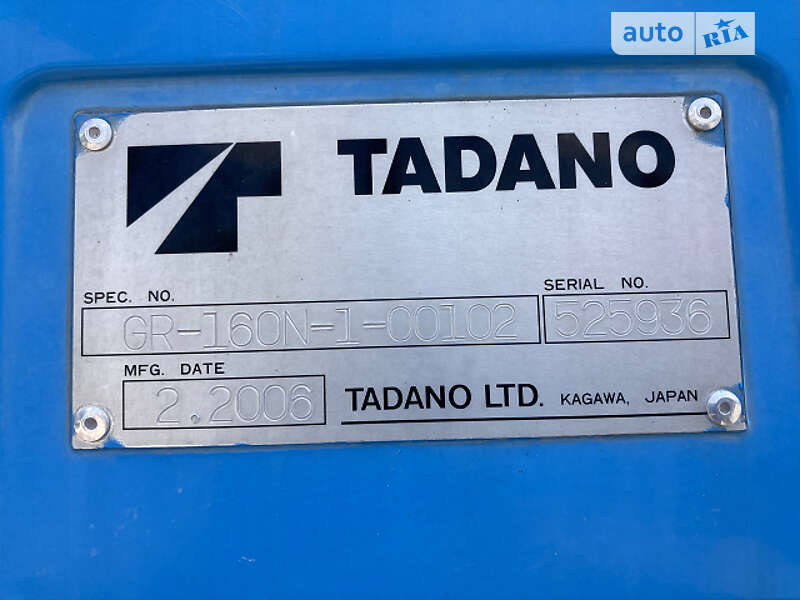 auto RIA
TADANO
SPEC. NO.
SERIAL NO.
GR-160N-1-00102
525936
MFG. DATE
2.2006
TADANO LTD. KAGAWA, JAPAN